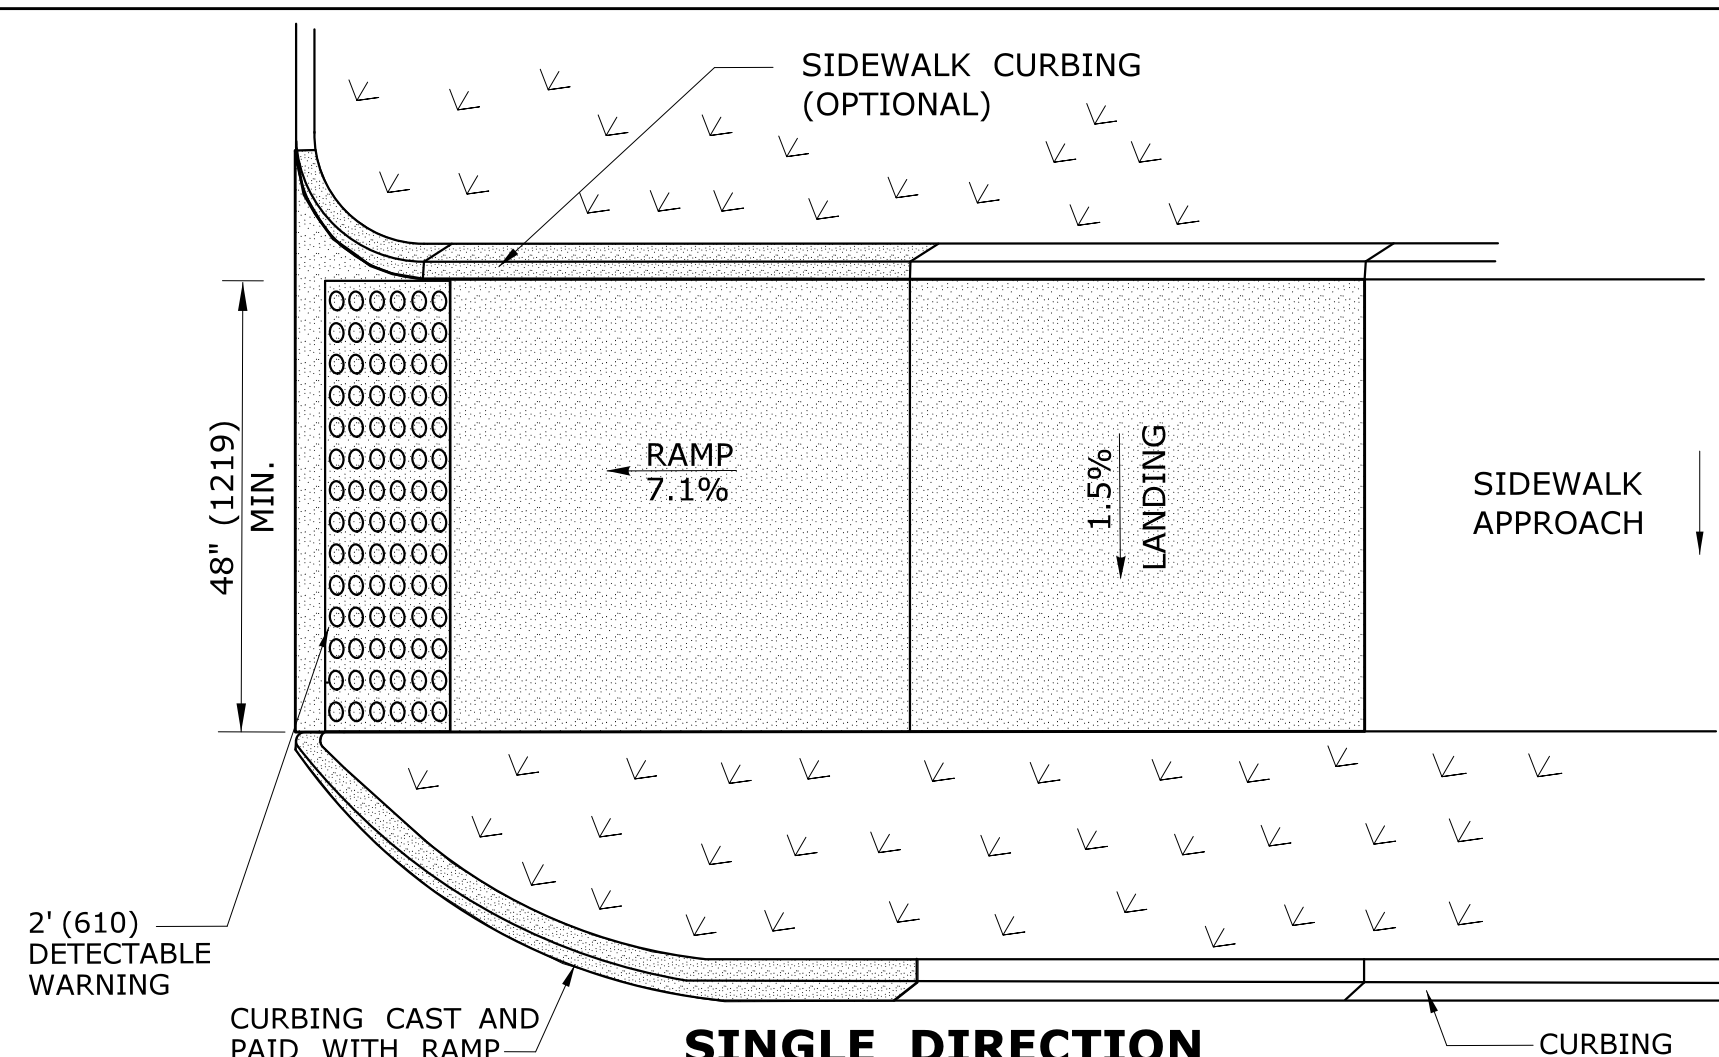 SIDEWALK CURBING
(OPTIONAL)
48" (1219)
MIN.
RAMP
7.1%
1.5%
LANDING
SIDEWALK
APPROACH
2' (610)
DETECTABLE
WARNING
CURBING CAST AND
PAID WITH RAMP
SINGLE DIRECTION
CURBING